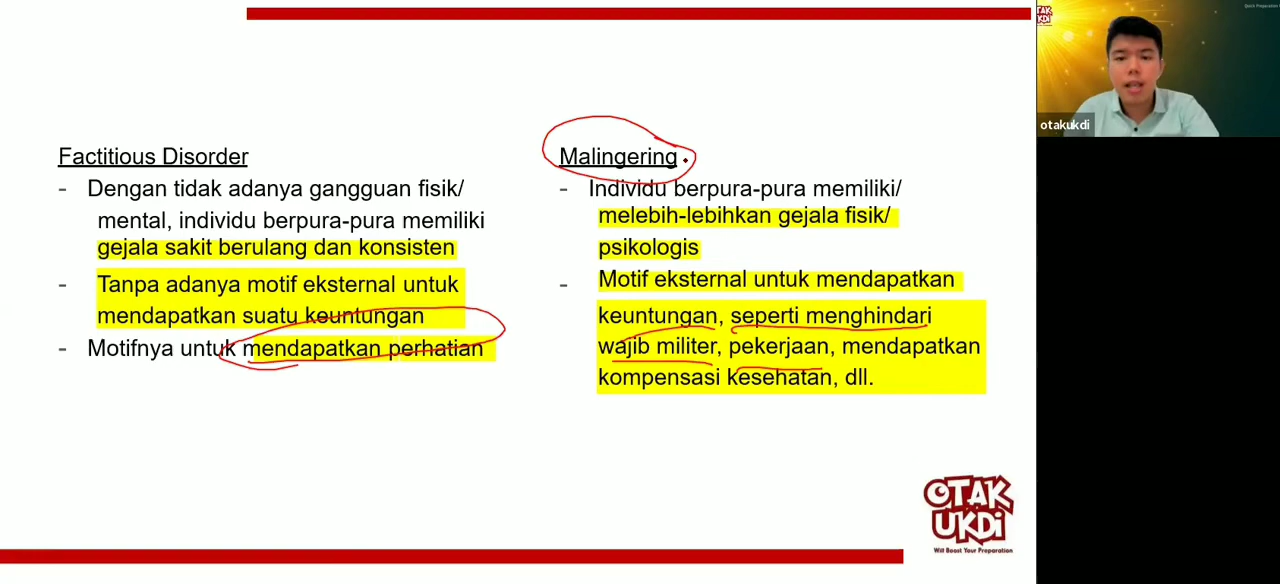 Factitious Disorder
- Dengan tidak adanya gangguan fisik/
mental, individu berpura-pura memiliki
gejala sakit berulang dan konsisten
- Tanpa adanya motif eksternal untuk
mendapatkan suatu keuntungan
- Motifnya untuk mendapatkan perhatian
Malingering
- Individu berpura-pura memiliki/
melebih-lebihkan gejala fisik/
psikologis
- Motif eksternal untuk mendapatkan
keuntungan, seperti menghindari
wajib militer, pekerjaan, mendapatkan
kompensasi kesehatan, dll.
OTAK
UKDI
Will Boost Your Preparation
OTAK
UKDI
otakukdi